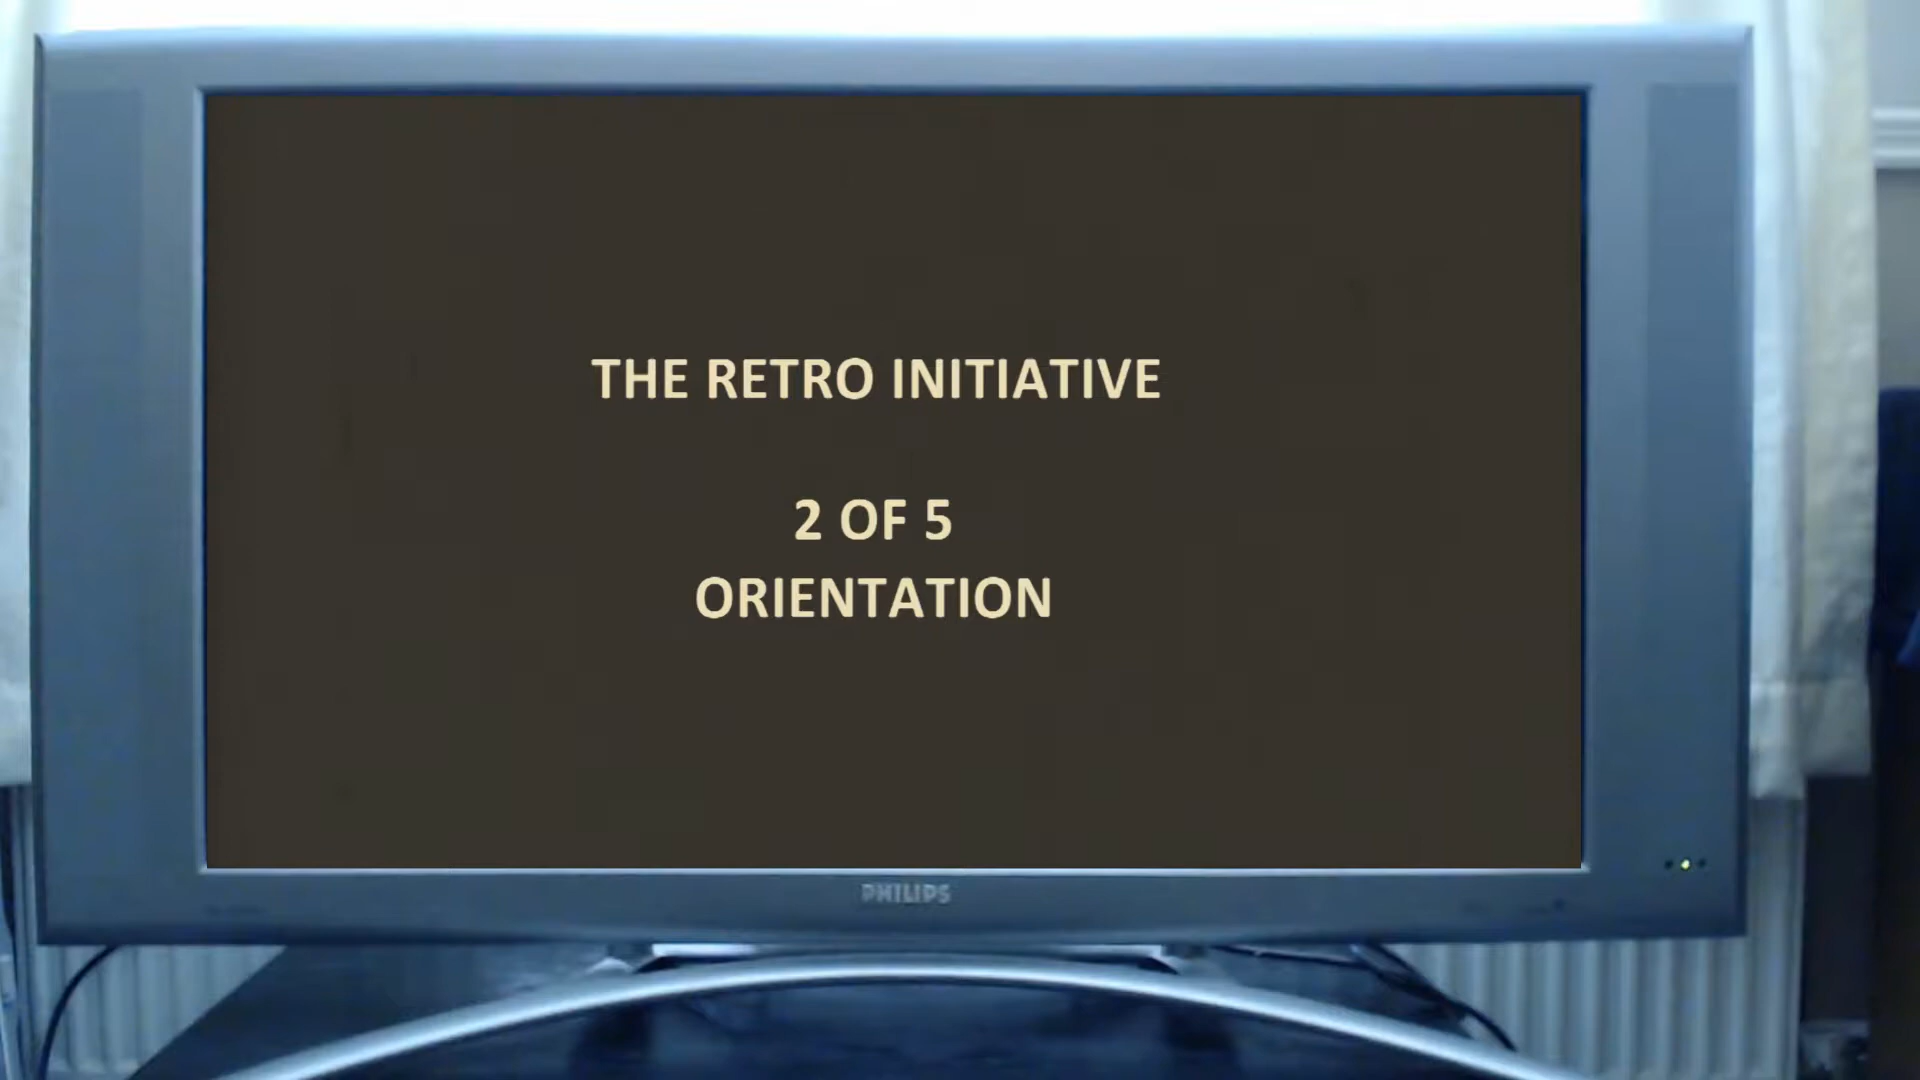 THE RETRO INITIATIVE
2 OF 5
ORIENTATION
PHILIPS